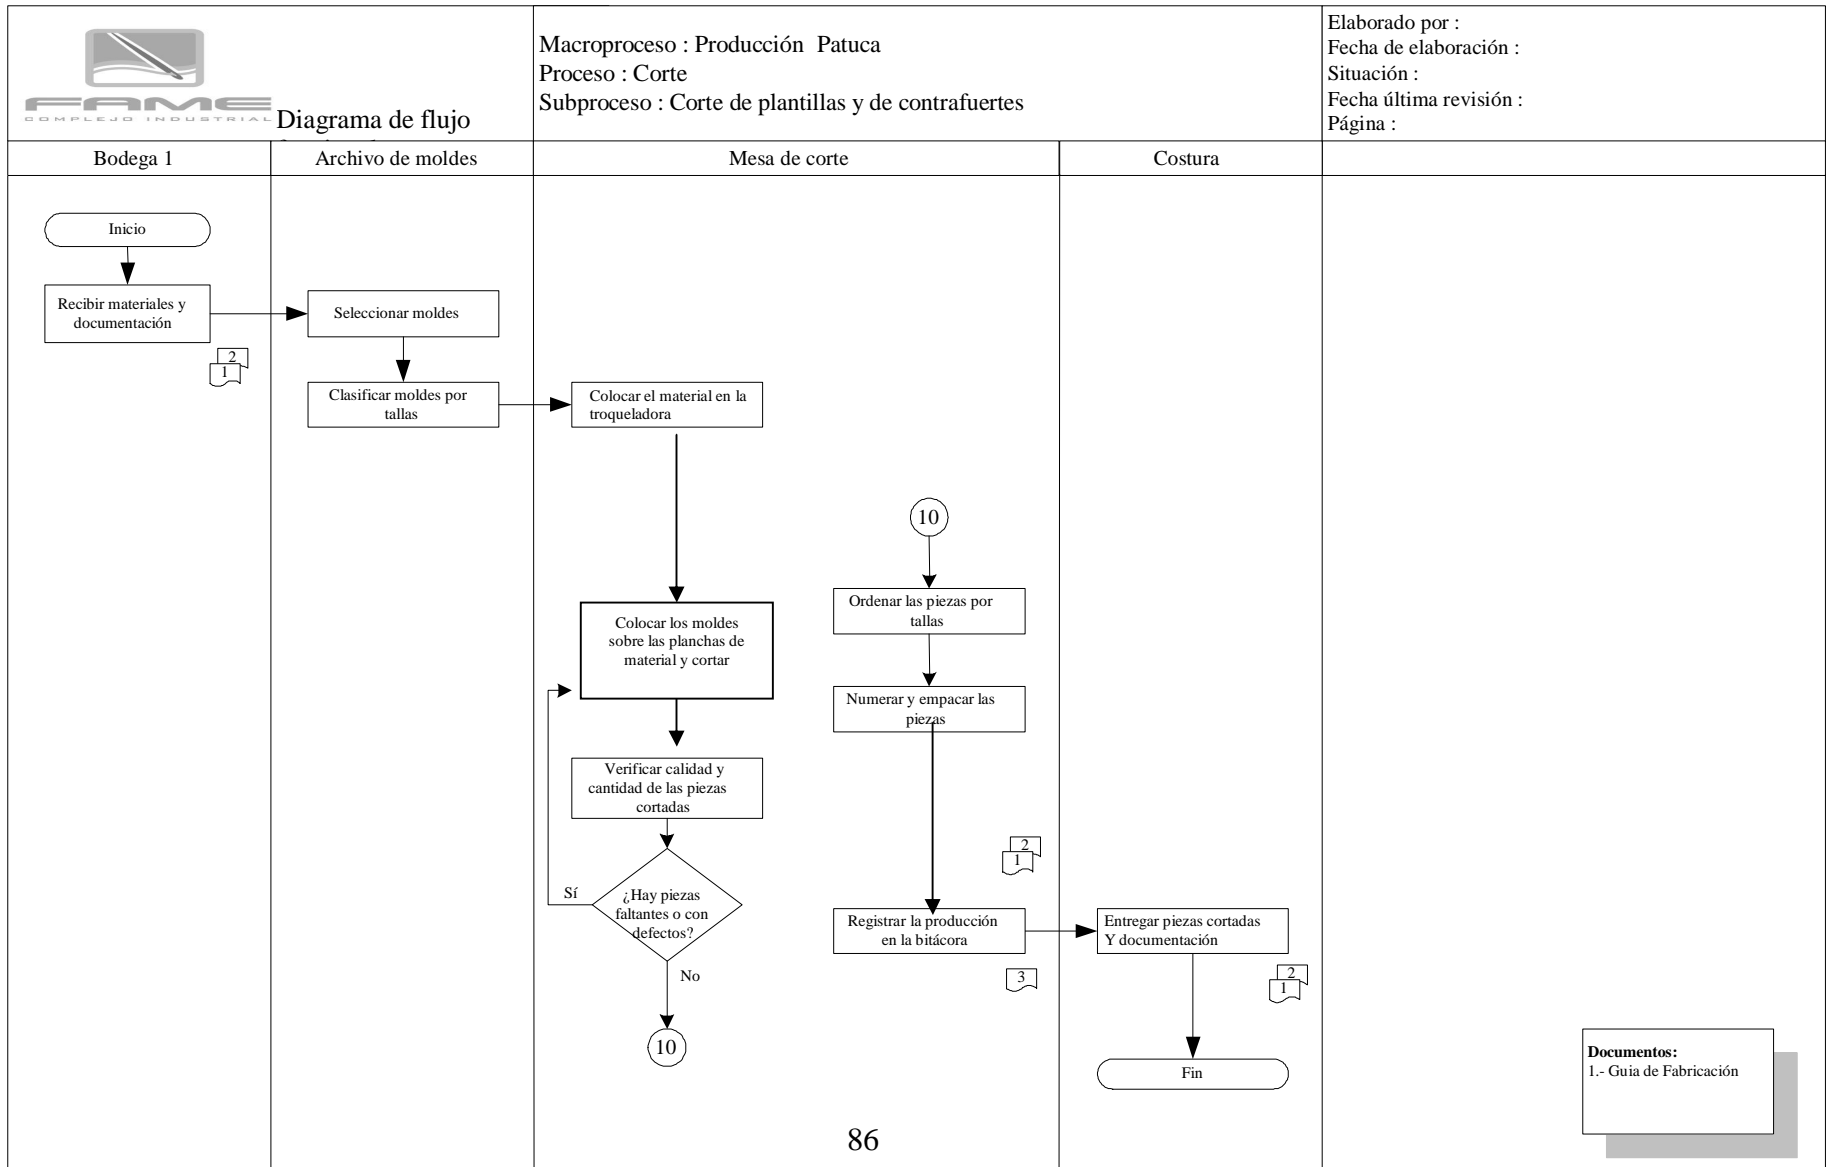 FAME
COMPLEJO INDUSTRIAL
Diagrama de flujo
Macroproceso : Producción Patuca
Proceso : Corte
Subproceso : Corte de plantillas y de contrafuertes
Elaborado por :
Fecha de elaboración :
Situación :
Fecha última revisión :
Página :
Bodega 1
Archivo de moldes
Mesa de corte
Costura
Inicio
Recibir materiales y
documentación
2
1
Seleccionar moldes
Clasificar moldes por
tallas
Colocar el material en la
troqueladora
Colocar los moldes
sobre las planchas de
material y cortar
Verificar calidad y
cantidad de las piezas
cortadas
¿Hay piezas
faltantes o con
defectos?
Sí
No
10
10
Ordenar las piezas por
tallas
Numerar y empacar las
piezas
2
1
Registrar la producción
en la bitácora
3
Entregar piezas cortadas
Y documentación
2
1
Fin
Documentos:
1.- Guia de Fabricación
86